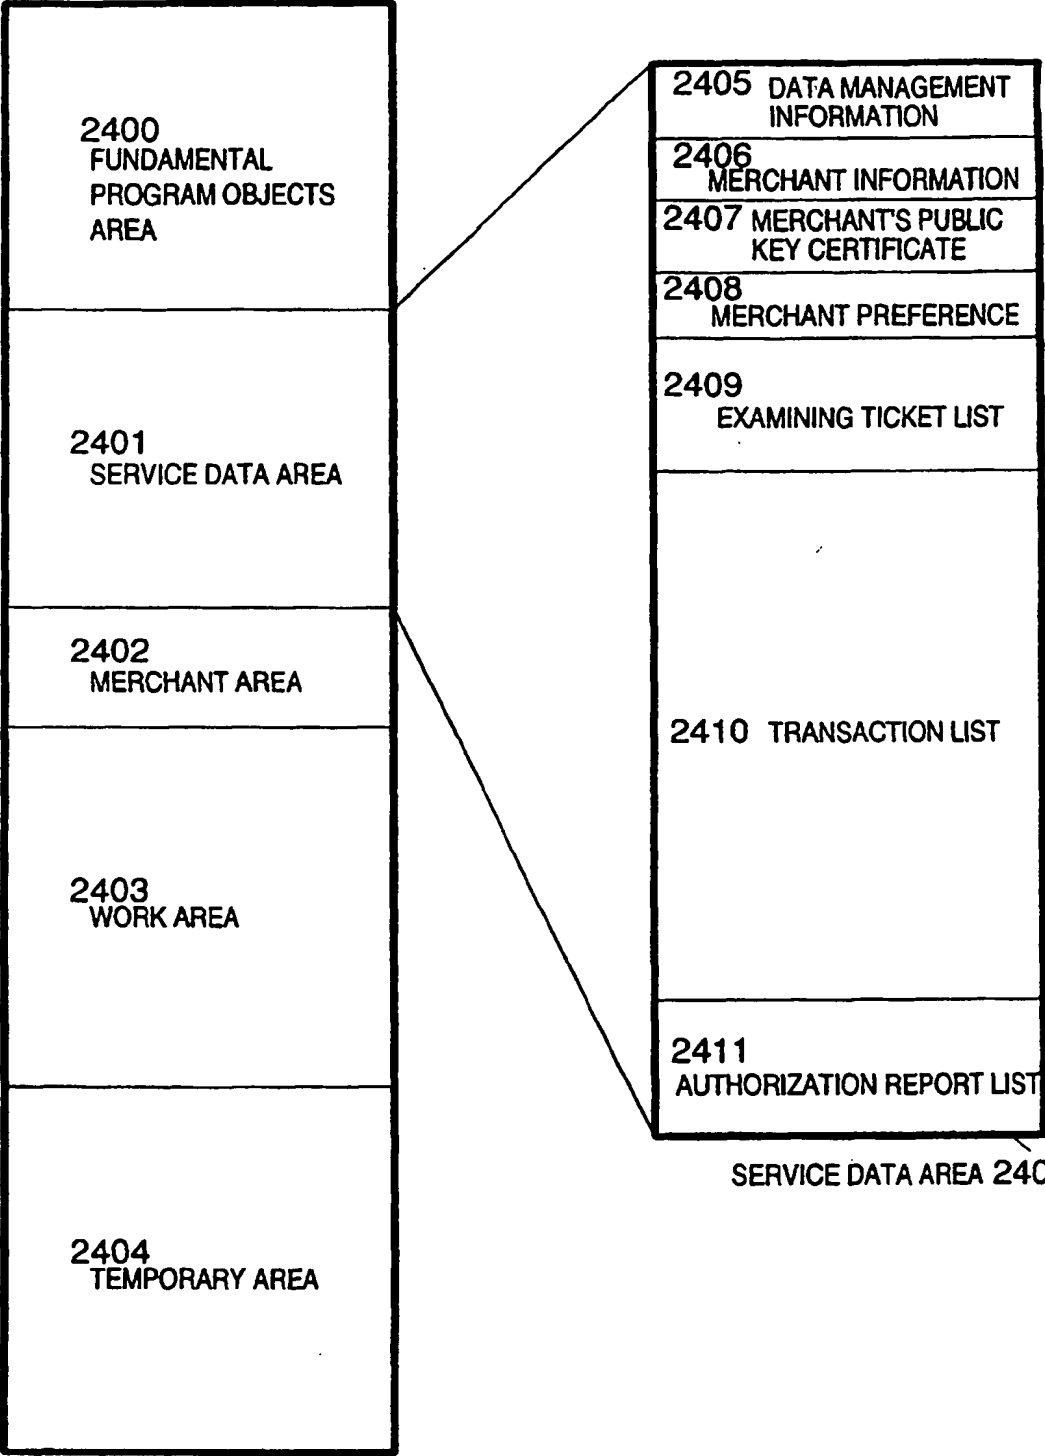 2400
FUNDAMENTAL
PROGRAM OBJECTS
AREA
2401
SERVICE DATA AREA
2402
MERCHANT AREA
2403
WORK AREA
2404
TEMPORARY AREA
2405 DATA MANAGEMENT
INFORMATION
2406
MERCHANT INFORMATION
2407 MERCHANT'S PUBLIC
KEY CERTIFICATE
2408
MERCHANT PREFERENCE
2409
EXAMINING TICKET LIST
2410 TRANSACTION LIST
2411
AUTHORIZATION REPORT LIST
SERVICE DATA AREA